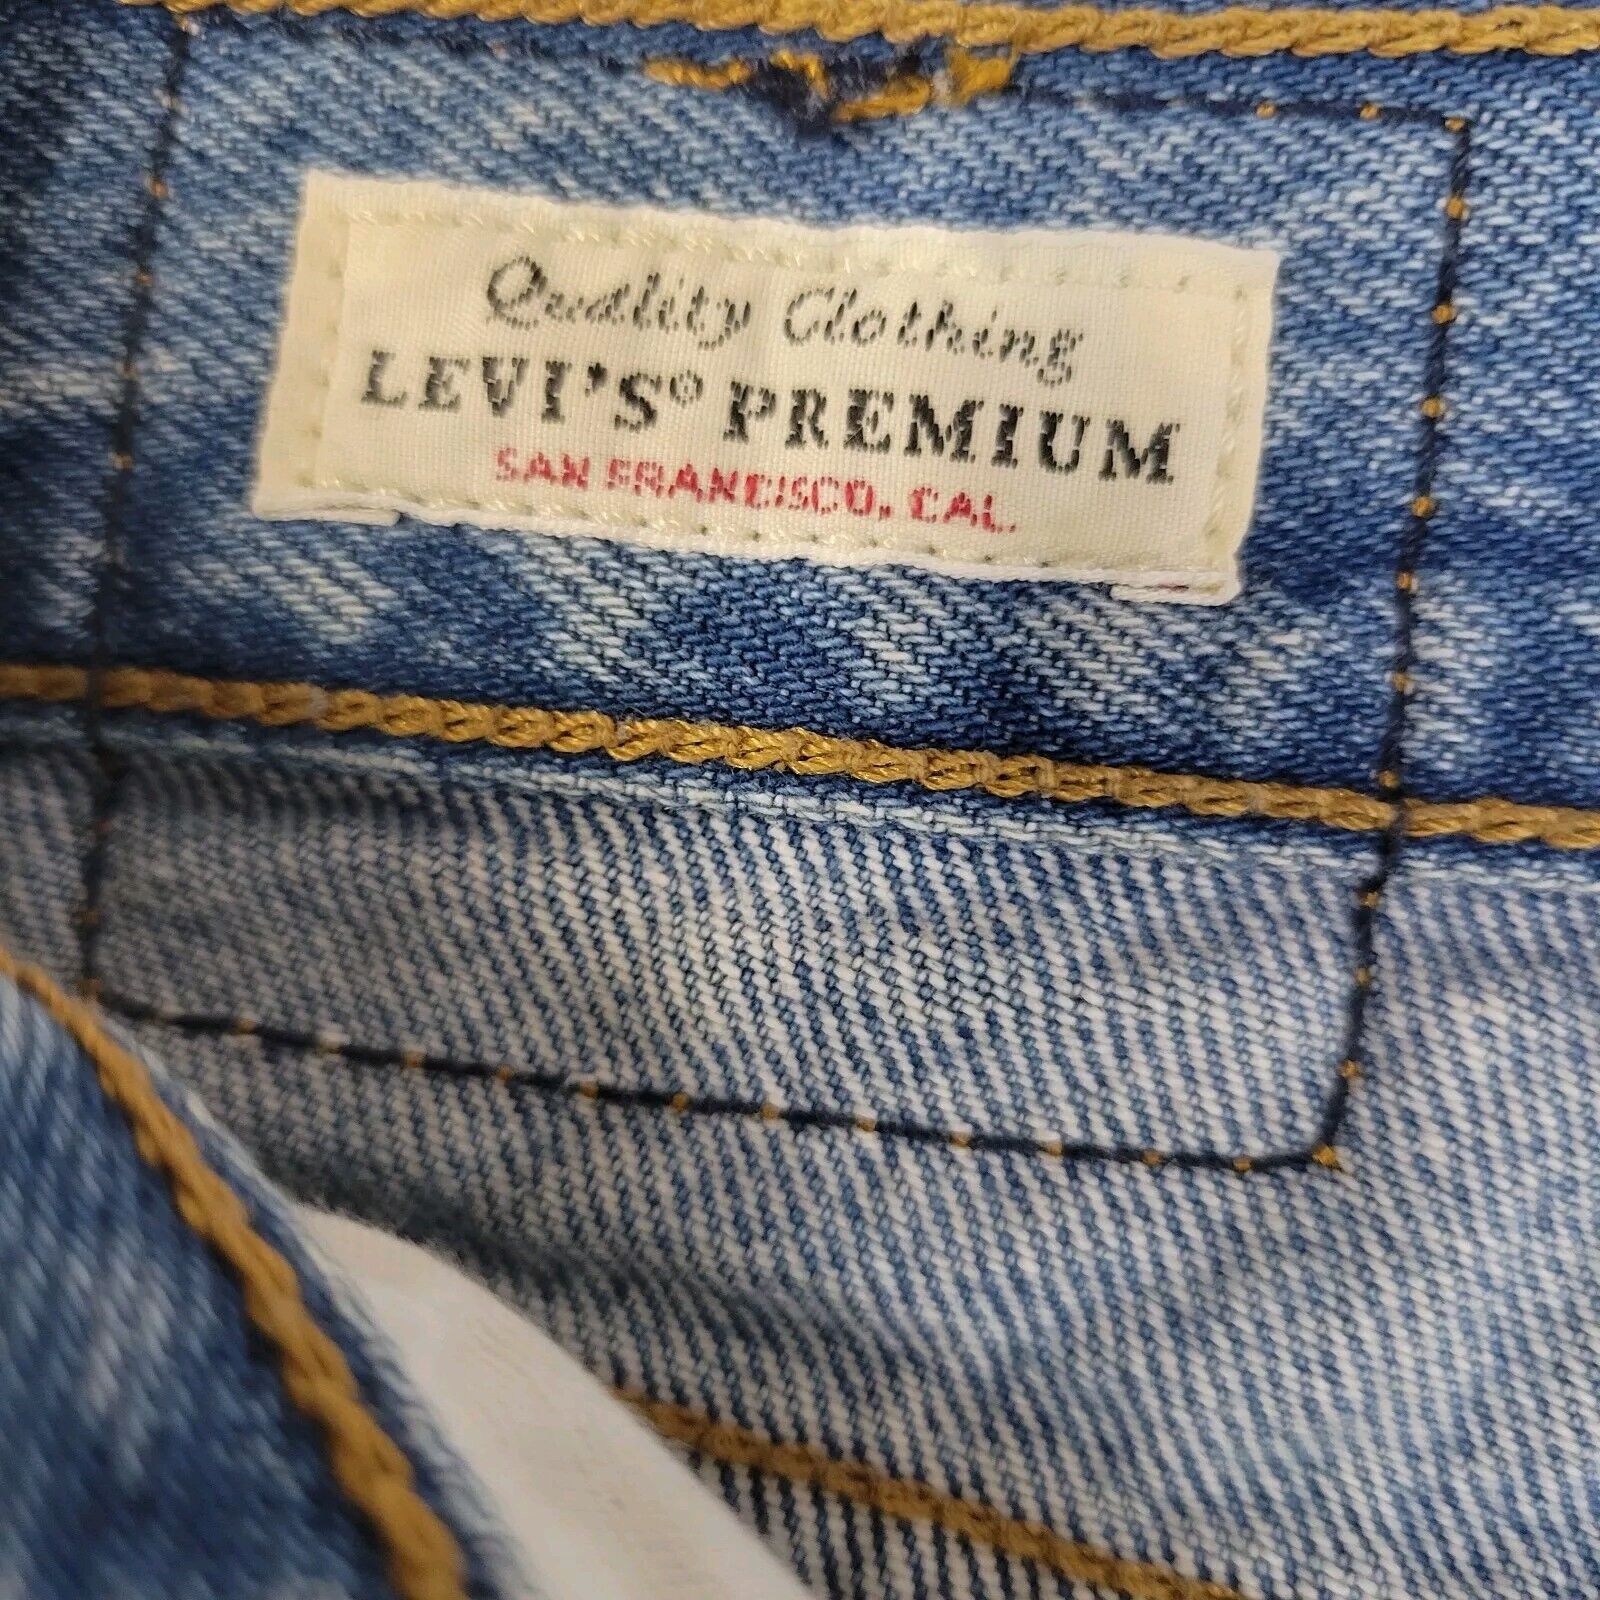 Quality Clothing
LEVI'S® PREMIUM
SAN FRANCISCO, CAL.